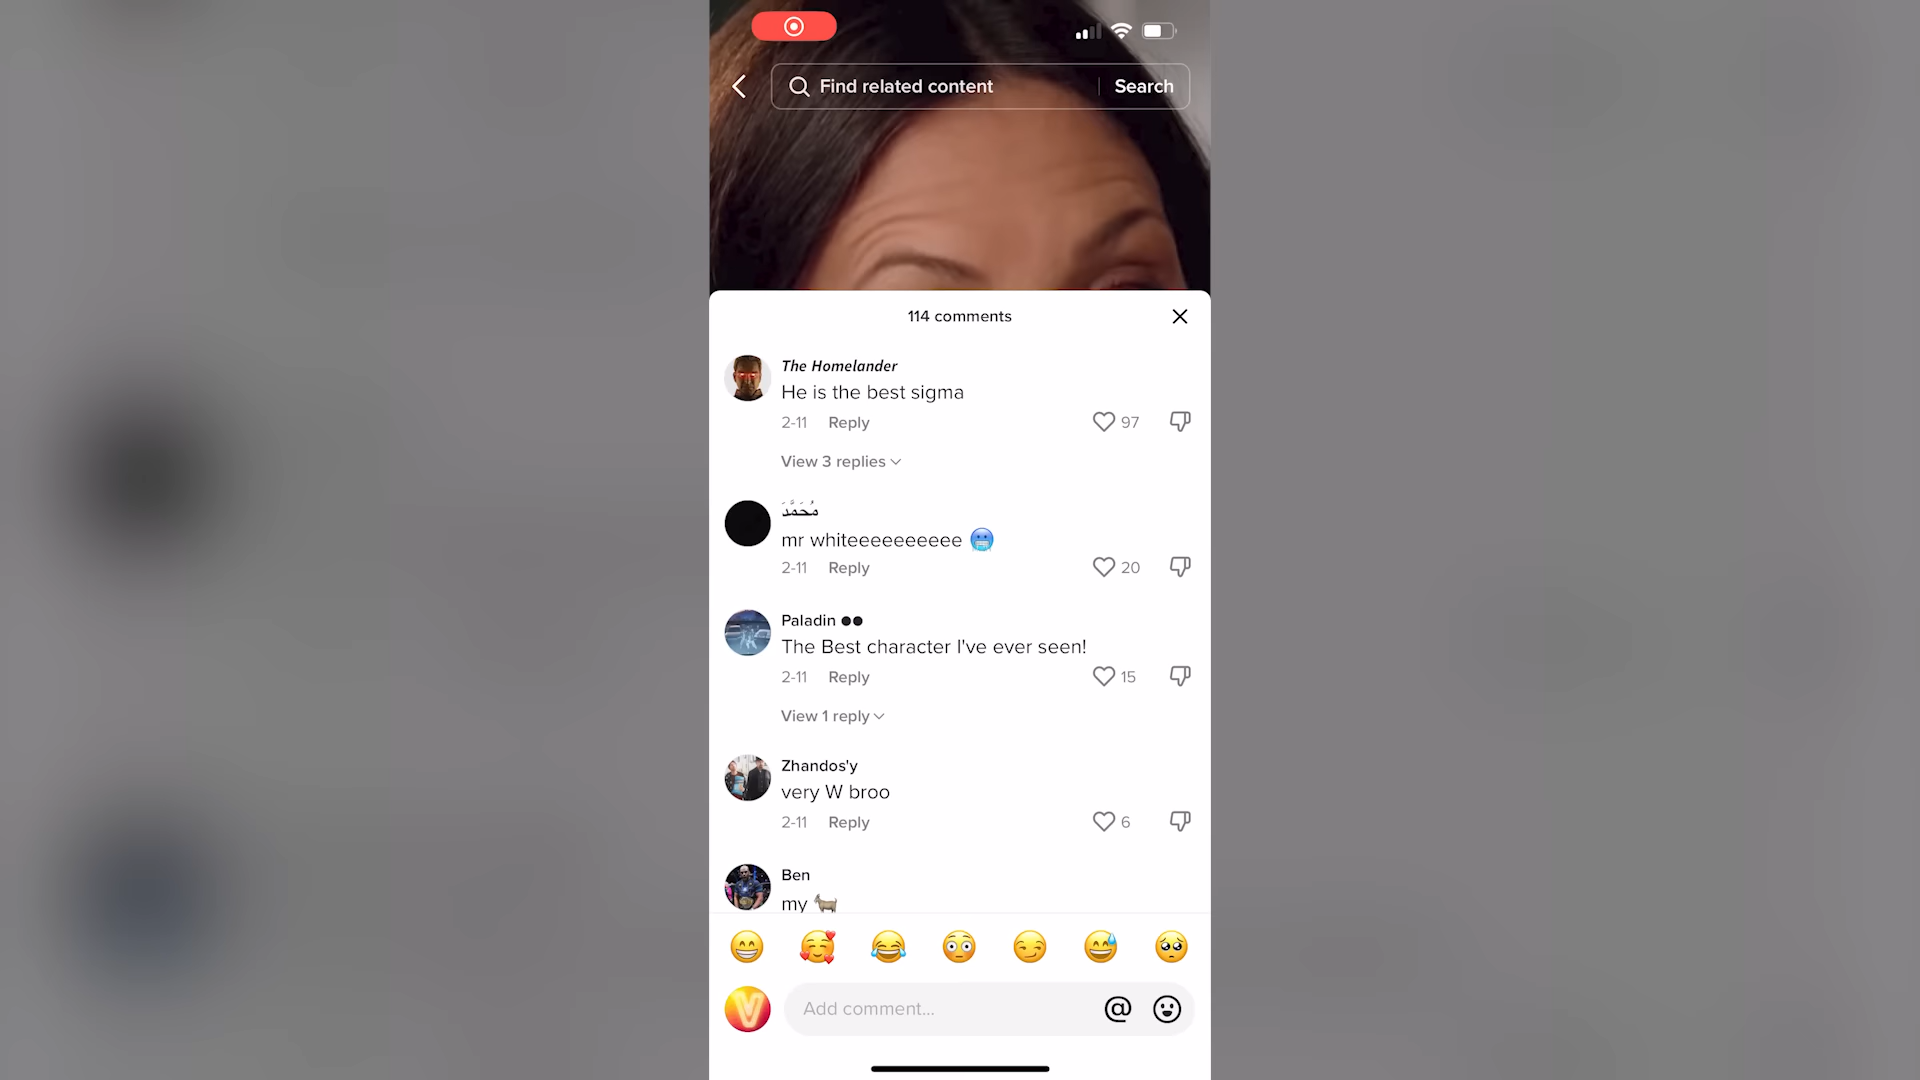 Find related content
Search
114 comments
The Homelander
He is the best sigma
2-11 Reply
97
View 3 replies
مُحَمَّدَ
mr whiteeeeeeeeee 🥶
2-11 Reply
20
Paladin ●●
The Best character I've ever seen!
2-11 Reply
15
View 1 reply
Zhandos'y
very W broo
2-11 Reply
6
Ben
my 🐐
😁 🥰 😂 😳 😏 😅 🥺
V
Add comment...
@